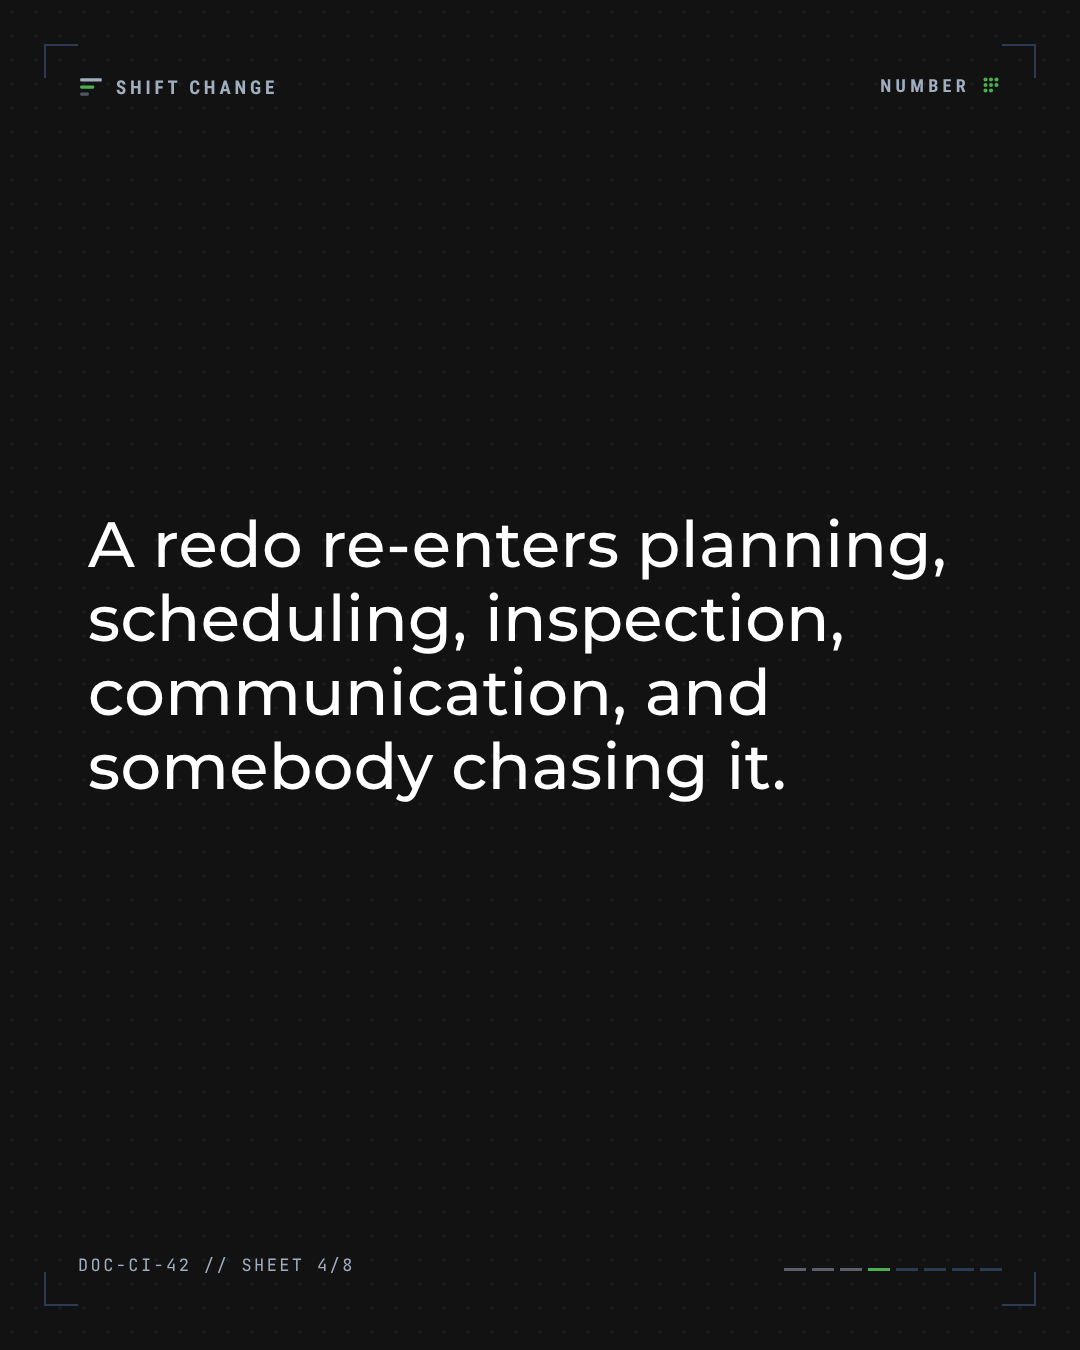 SHIFT CHANGE
NUMBER
A redo re-enters planning,
scheduling, inspection,
communication, and
somebody chasing it.
DOC-CI-42 // SHEET 4/8